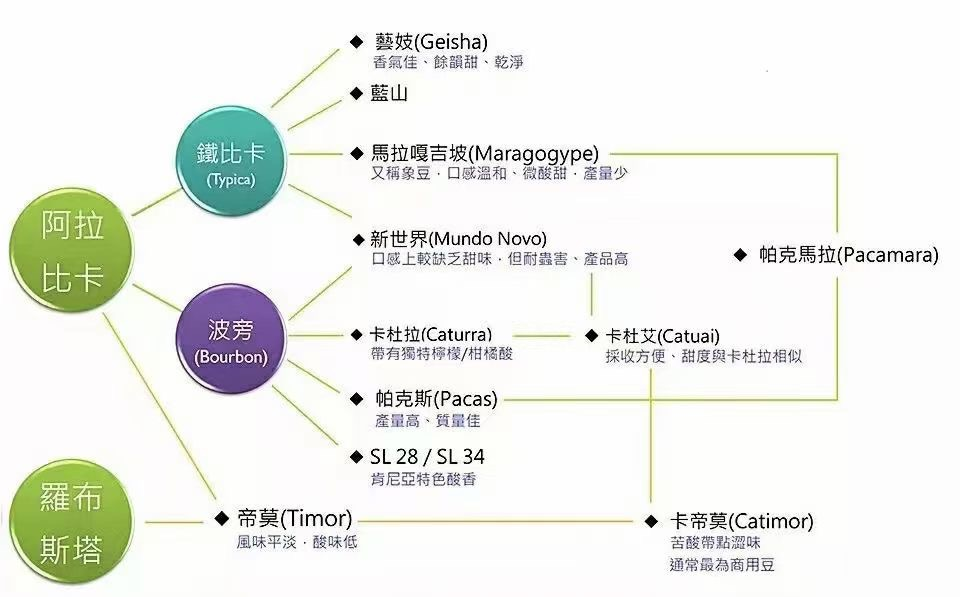 藝妓(Geisha)
香氣佳、餘韻甜、乾淨
藍山
鐵比卡
(Typica)
馬拉嘎吉坡(Maragogype)
又稱象豆．口感溫和、微酸甜．產量少
阿拉
比卡
新世界(Mundo Novo)
口感上較缺乏甜味．但耐蟲害、產品高
帕克馬拉(Pacamara)
波旁
(Bourbon)
卡杜拉(Caturra)
帶有獨特檸檬/柑橘酸
卡杜艾(Catuai)
採收方便、甜度與卡杜拉相似
帕克斯(Pacas)
產量高、質量佳
SL 28 / SL 34
肯尼亞特色酸香
羅布
斯塔
帝莫(Timor)
風味平淡．酸味低
卡帝莫(Catimor)
苦酸帶點澀味
通常最為商用豆